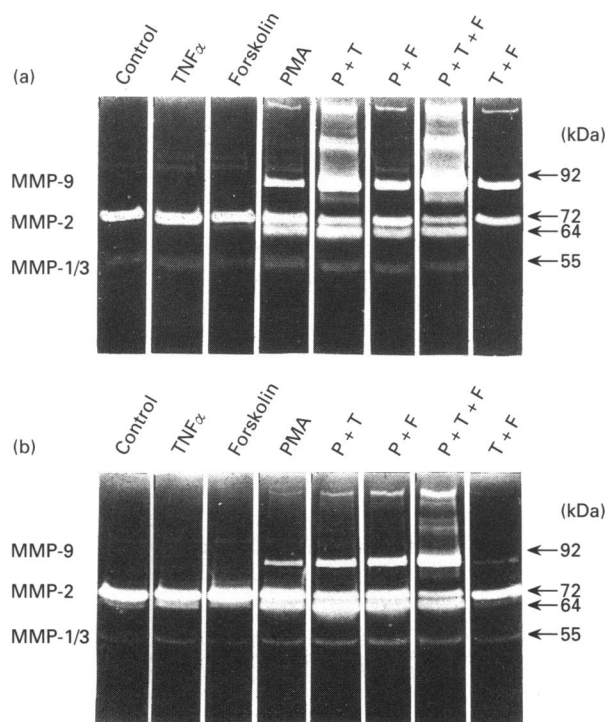 (a)
Control TNFα Forskolin PMA P + T P + F P + T + F T + F
(kDa)
MMP-9
92
MMP-2
72
64
MMP-1/3
55
(b)
Control TNFα Forskolin PMA P + T P + F P + T + F T + F
(kDa)
MMP-9
92
MMP-2
72
64
MMP-1/3
55